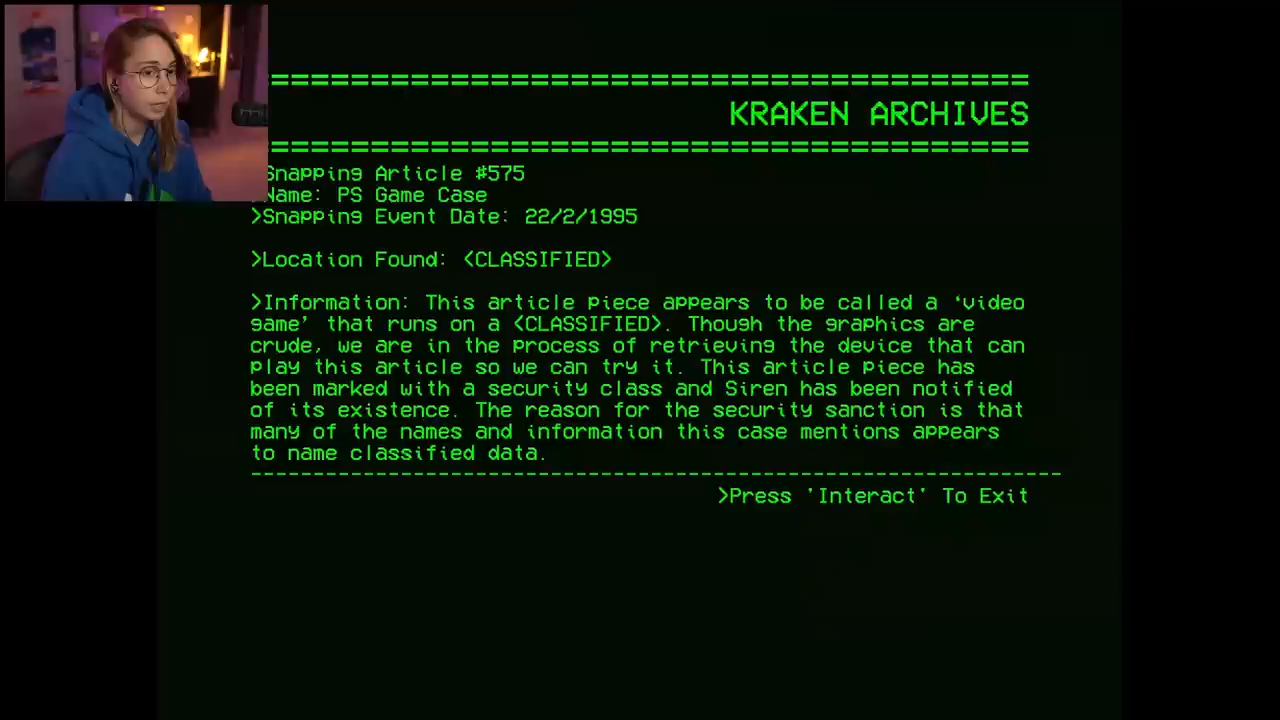 ========================================
KRAKEN ARCHIVES
========================================
Snapping Article #575
Name: PS Game Case
>Snapping Event Date: 22/2/1995
>Location Found: <CLASSIFIED>
>Information: This article piece appears to be called a ‘video
game’ that runs on a <CLASSIFIED>. Though the graphics are
crude, we are in the process of retrieving the device that can
play this article so we can try it. This article piece has
been marked with a security class and Siren has been notified
of its existence. The reason for the security sanction is that
many of the names and information this case mentions appears
to name classified data.
-----------------------------------------------------------------
>Press 'Interact' To Exit